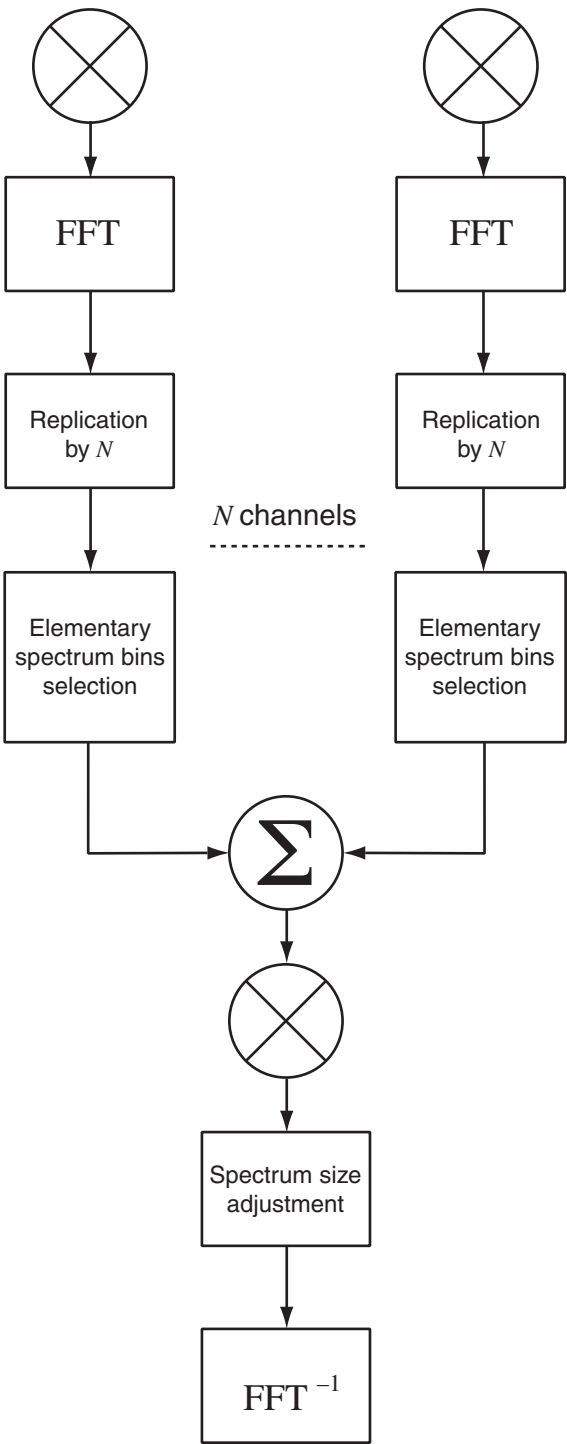 FFT
FFT
Replication
by N
Replication
by N
N channels
Elementary
spectrum bins
selection
Elementary
spectrum bins
selection
Σ
Spectrum size
adjustment
FFT⁻¹